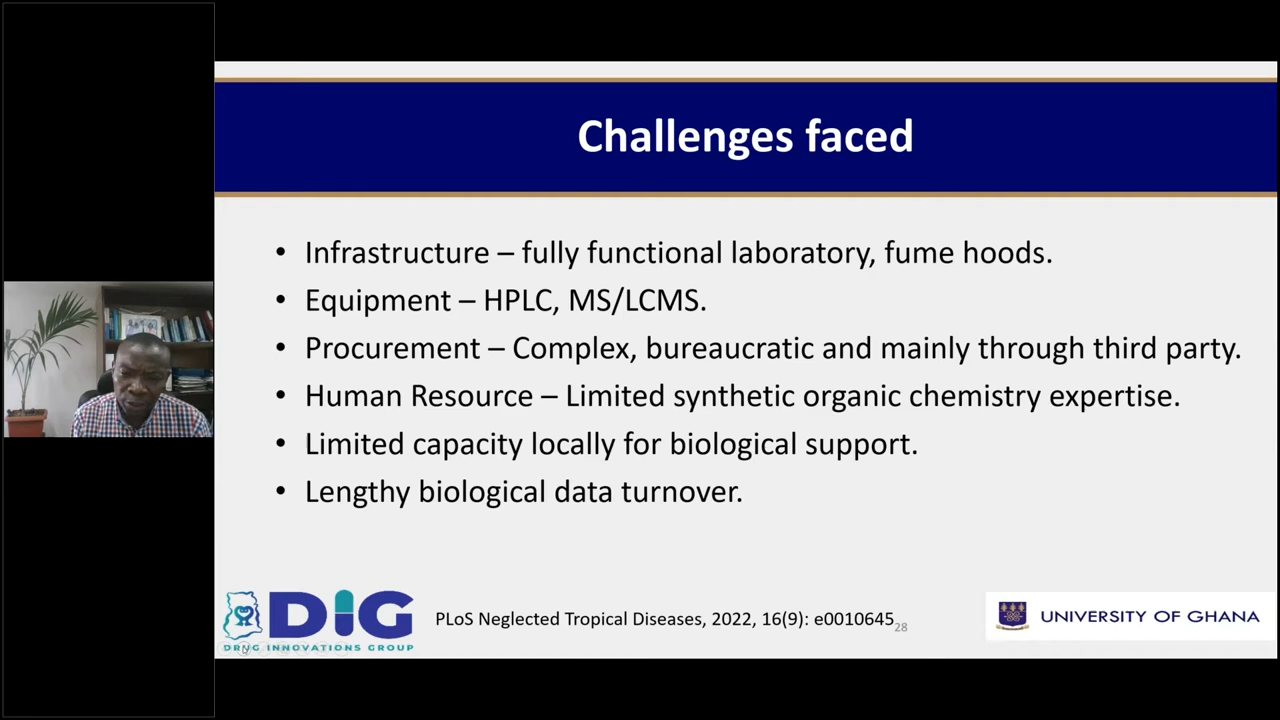 Challenges faced
• Infrastructure – fully functional laboratory, fume hoods.
• Equipment – HPLC, MS/LCMS.
• Procurement – Complex, bureaucratic and mainly through third party.
• Human Resource – Limited synthetic organic chemistry expertise.
• Limited capacity locally for biological support.
• Lengthy biological data turnover.
DIG
DRUG INNOVATIONS GROUP
PLoS Neglected Tropical Diseases, 2022, 16(9): e0010645
28
UNIVERSITY OF GHANA